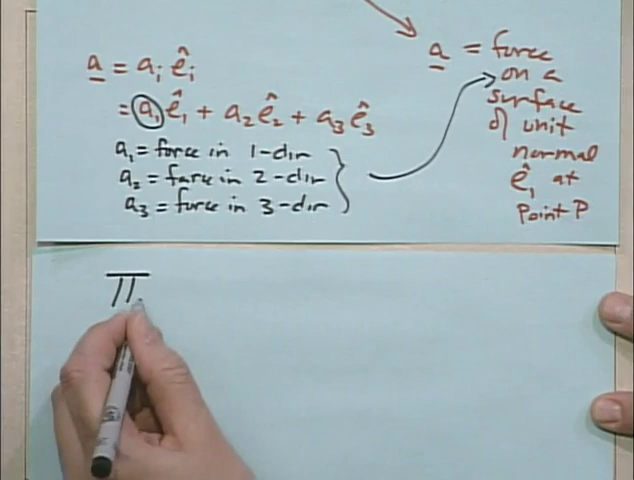 a̲ = aᵢ êᵢ
= a₁ ê₁ + a₂ ê₂ + a₃ ê₃
a₁ = force in 1-dir
a₂ = force in 2-dir
a₃ = force in 3-dir
a̲ = force
on a
surface
of unit
normal
ê₁ at
point P
π